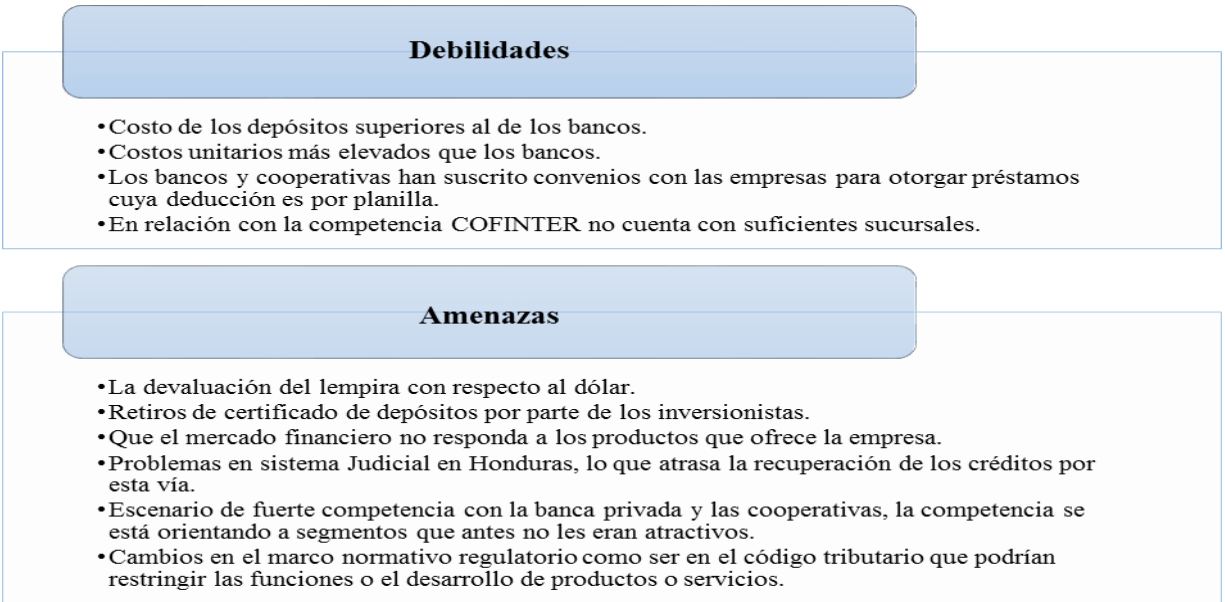 Debilidades
•Costo de los depósitos superiores al de los bancos.
•Costos unitarios más elevados que los bancos.
•Los bancos y cooperativas han suscrito convenios con las empresas para otorgar préstamos
cuya deducción es por planilla.
•En relación con la competencia COFINTER no cuenta con suficientes sucursales.
Amenazas
•La devaluación del lempira con respecto al dólar.
•Retiros de certificado de depósitos por parte de los inversionistas.
•Que el mercado financiero no responda a los productos que ofrece la empresa.
•Problemas en sistema Judicial en Honduras, lo que atrasa la recuperación de los créditos por
esta vía.
•Escenario de fuerte competencia con la banca privada y las cooperativas, la competencia se
está orientando a segmentos que antes no les eran atractivos.
•Cambios en el marco normativo regulatorio como ser en el código tributario que podrían
restringir las funciones o el desarrollo de productos o servicios.